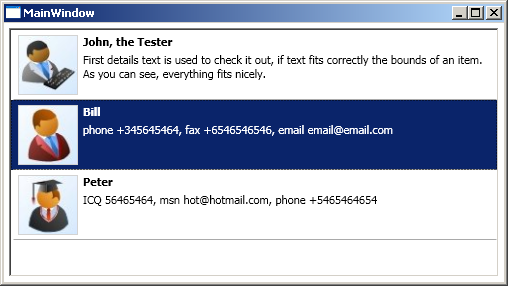 MainWindow
John, the Tester
First details text is used to check it out, if text fits correctly the bounds of an item.
As you can see, everything fits nicely.
Bill
phone +345645464, fax +6546546546, email email@email.com
Peter
ICQ 56465464, msn hot@hotmail.com, phone +5465464654